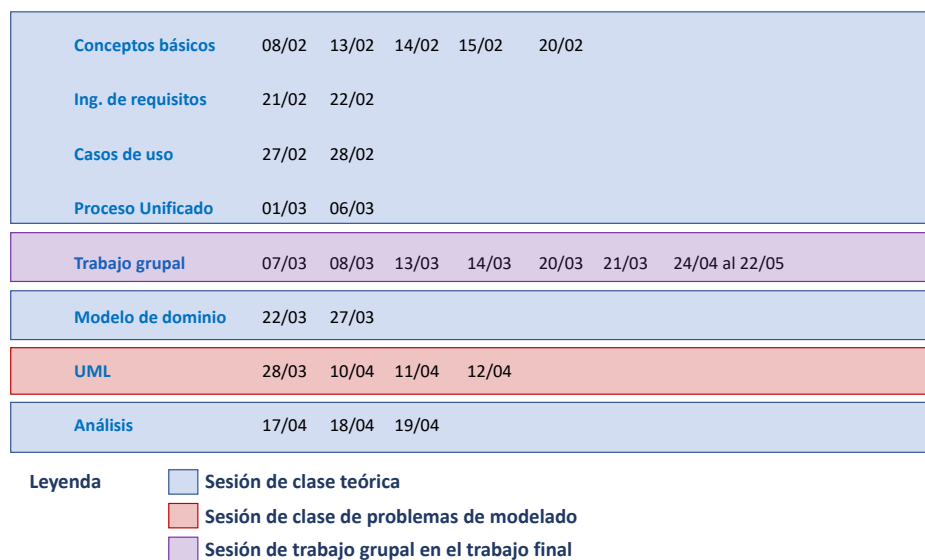 Conceptos básicos 08/02 13/02 14/02 15/02 20/02
Ing. de requisitos 21/02 22/02
Casos de uso 27/02 28/02
Proceso Unificado 01/03 06/03
Trabajo grupal 07/03 08/03 13/03 14/03 20/03 21/03 24/04 al 22/05
Modelo de dominio 22/03 27/03
UML 28/03 10/04 11/04 12/04
Análisis 17/04 18/04 19/04
Leyenda Sesión de clase teórica
Sesión de clase de problemas de modelado
Sesión de trabajo grupal en el trabajo final